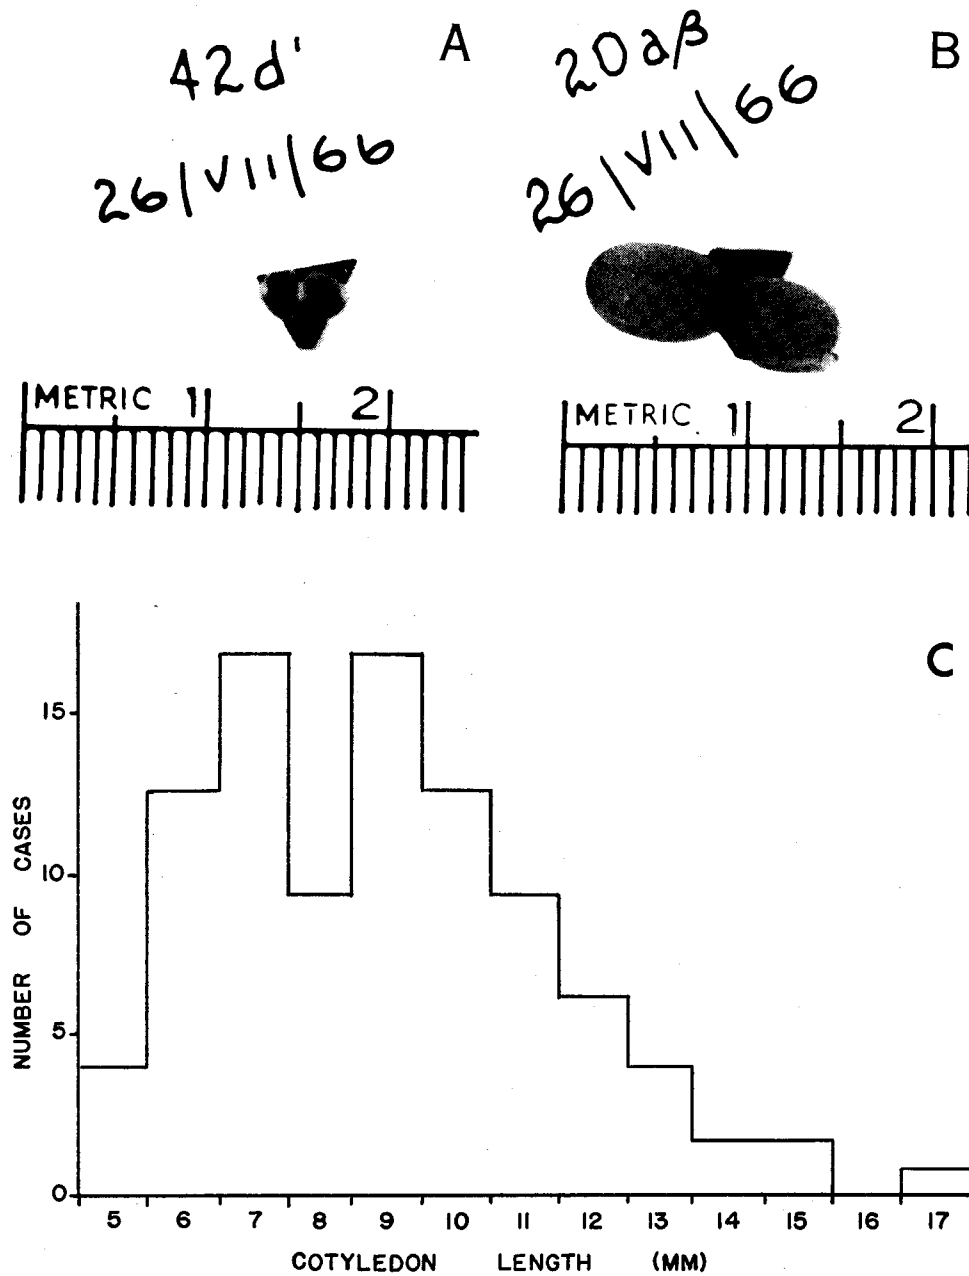 A
42d'
26/VII/66
METRIC 1 2
B
20aβ
26/VII/66
METRIC 1 2
C
NUMBER OF CASES
15
10
5
0
5 6 7 8 9 10 11 12 13 14 15 16 17
COTYLEDON LENGTH (MM)